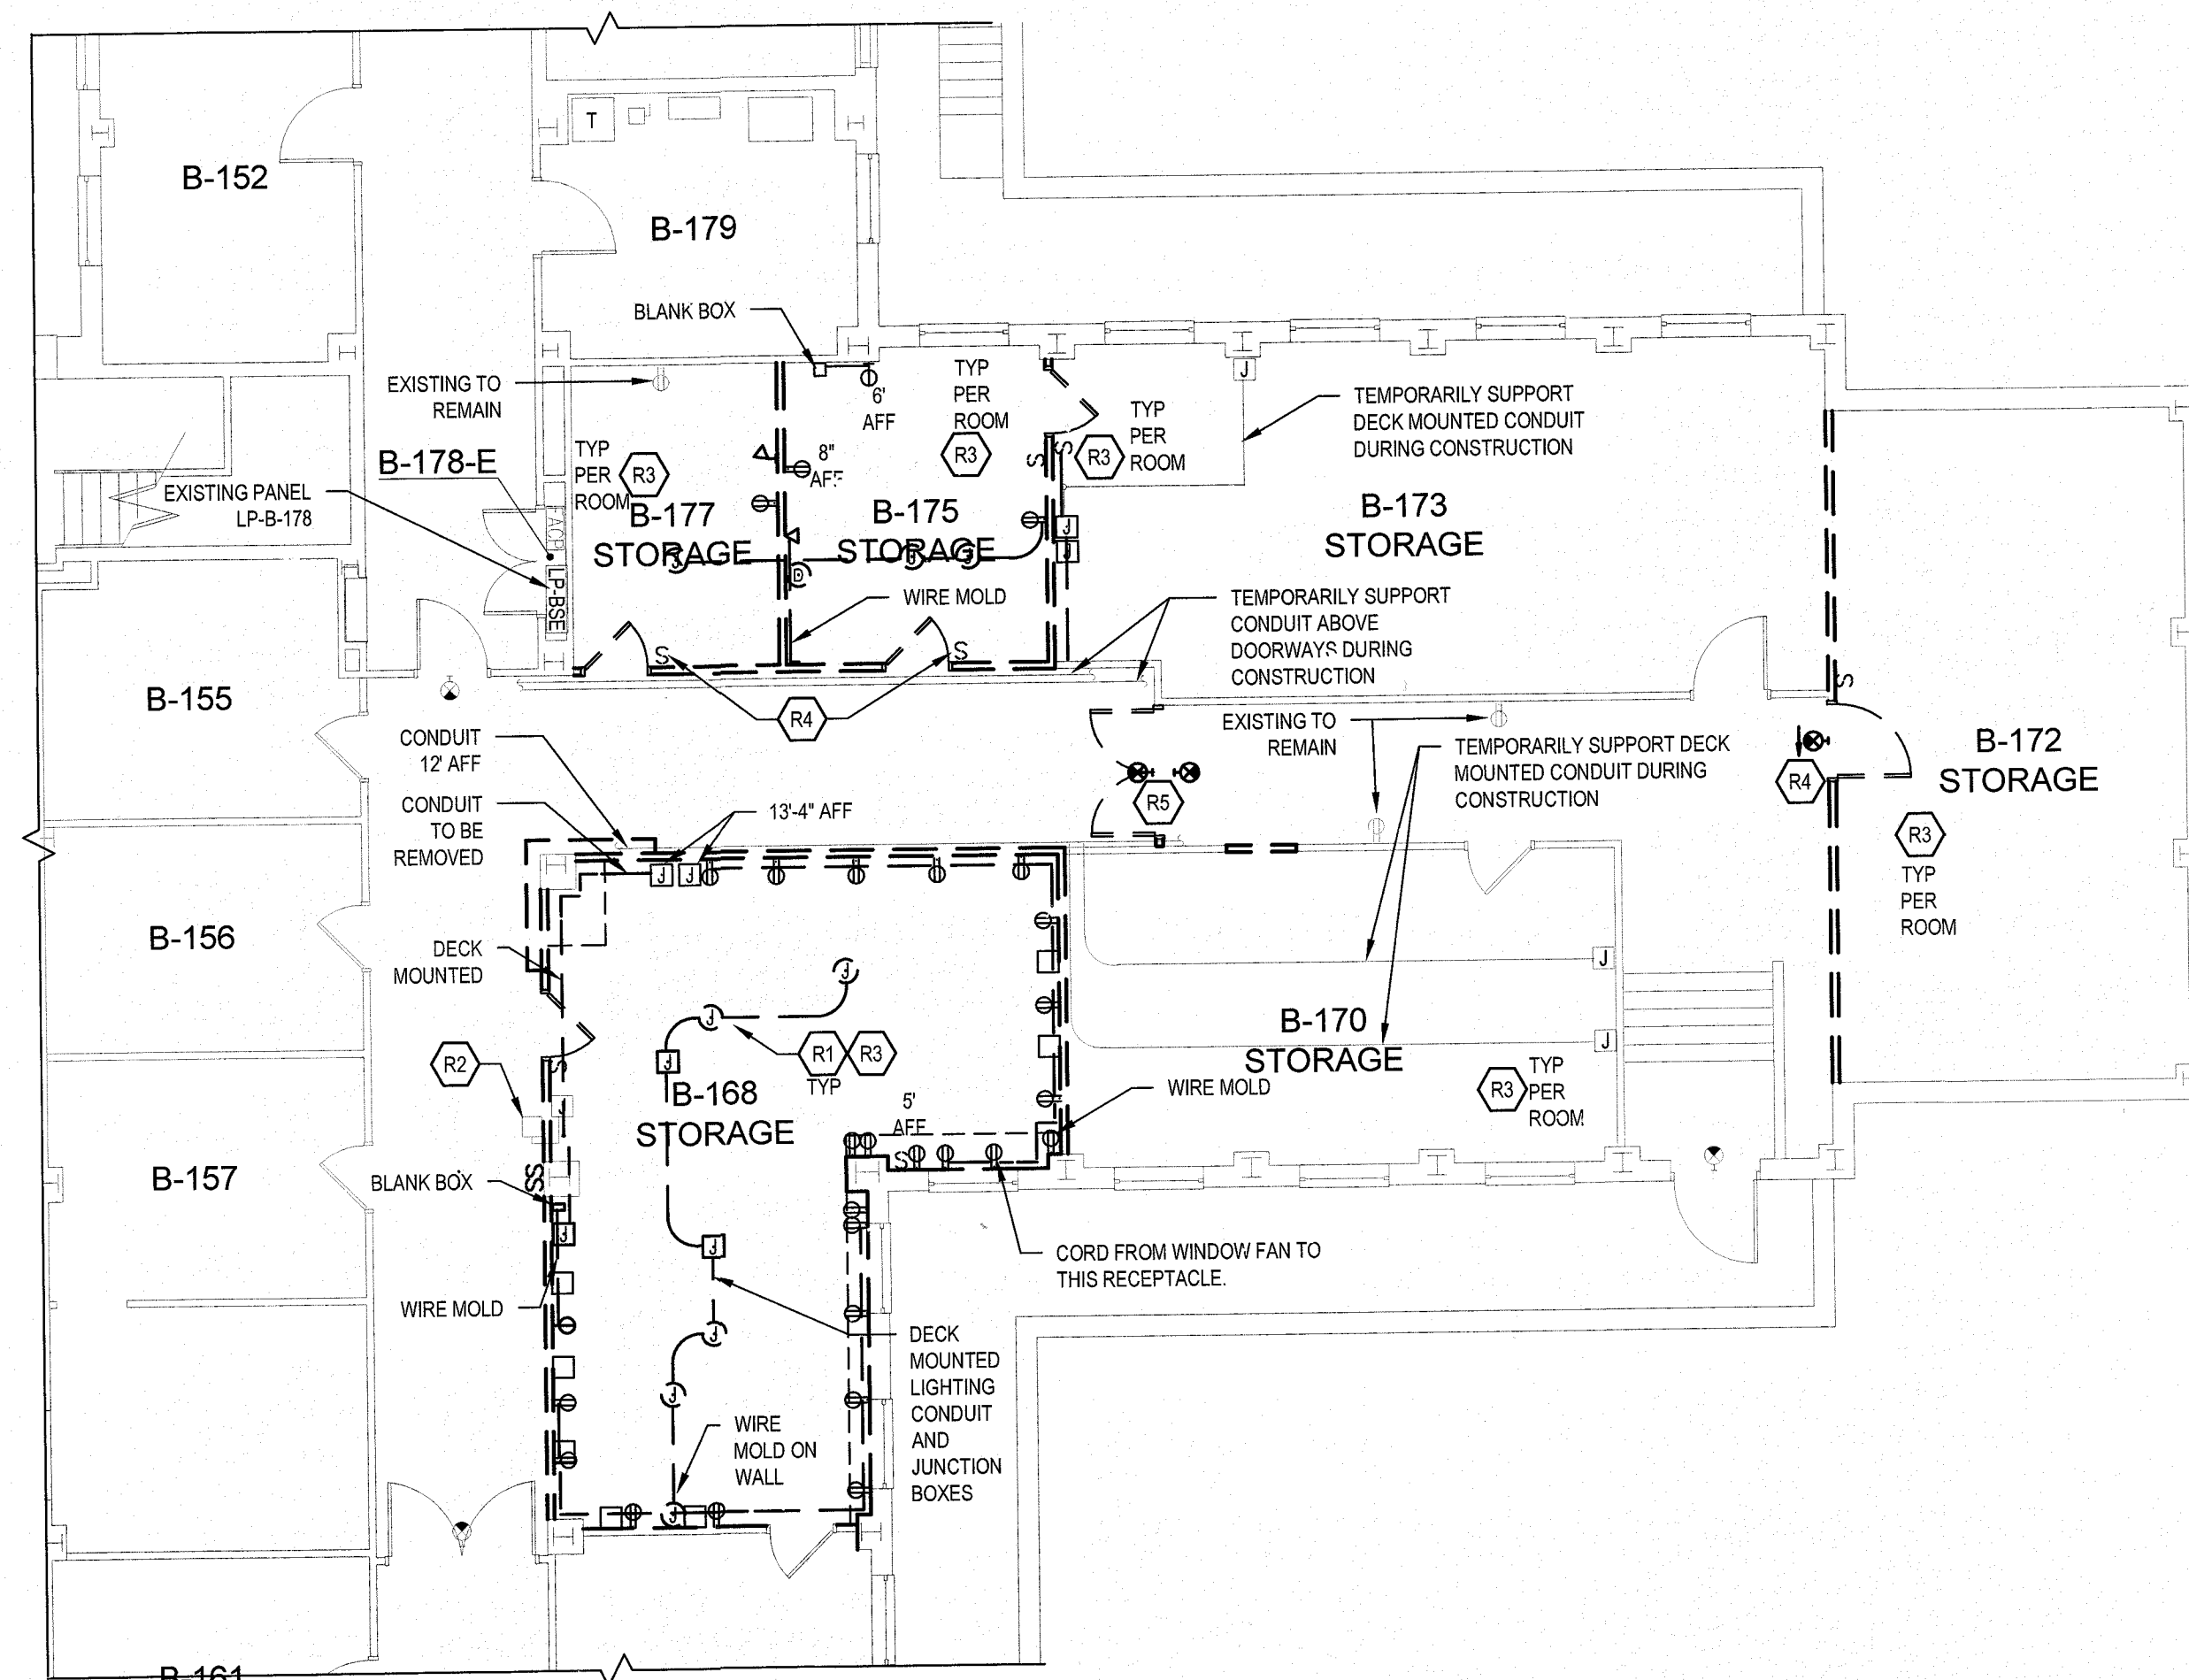 B-152
T
B-179
BLANK BOX
EXISTING TO
REMAIN
6'
AFF
TYP
PER
ROOM
R3
TYP
PER
ROOM
R3
J
TEMPORARILY SUPPORT
DECK MOUNTED CONDUIT
DURING CONSTRUCTION
TYP
PER
ROOM
R3
8"
AFF
S
S
B-178-E
EXISTING PANEL
LP-B-178
FACP
LP-BSE
B-177
STORAGE
J
B-175
STORAGE
J
J
D
J
J
B-173
STORAGE
WIRE MOLD
TEMPORARILY SUPPORT
CONDUIT ABOVE
DOORWAYS DURING
CONSTRUCTION
S
S
R4
B-155
S
EXISTING TO
REMAIN
TEMPORARILY SUPPORT DECK
MOUNTED CONDUIT DURING
CONSTRUCTION
R4
B-172
STORAGE
R3
TYP
PER
ROOM
R5
CONDUIT
12' AFF
CONDUIT
TO BE
REMOVED
13'-4" AFF
J
J
B-156
DECK
MOUNTED
J
J
J
R1
R3
TYP
R2
S
J
B-168
STORAGE
5'
AFF
S
WIRE MOLD
J
J
B-170
STORAGE
R3
TYP
PER
ROOM
B-157
BLANK BOX
SS
J
WIRE MOLD
J
J
J
CORD FROM WINDOW FAN TO
THIS RECEPTACLE.
DECK
MOUNTED
LIGHTING
CONDUIT
AND
JUNCTION
BOXES
WIRE
MOLD ON
WALL
J
B-161